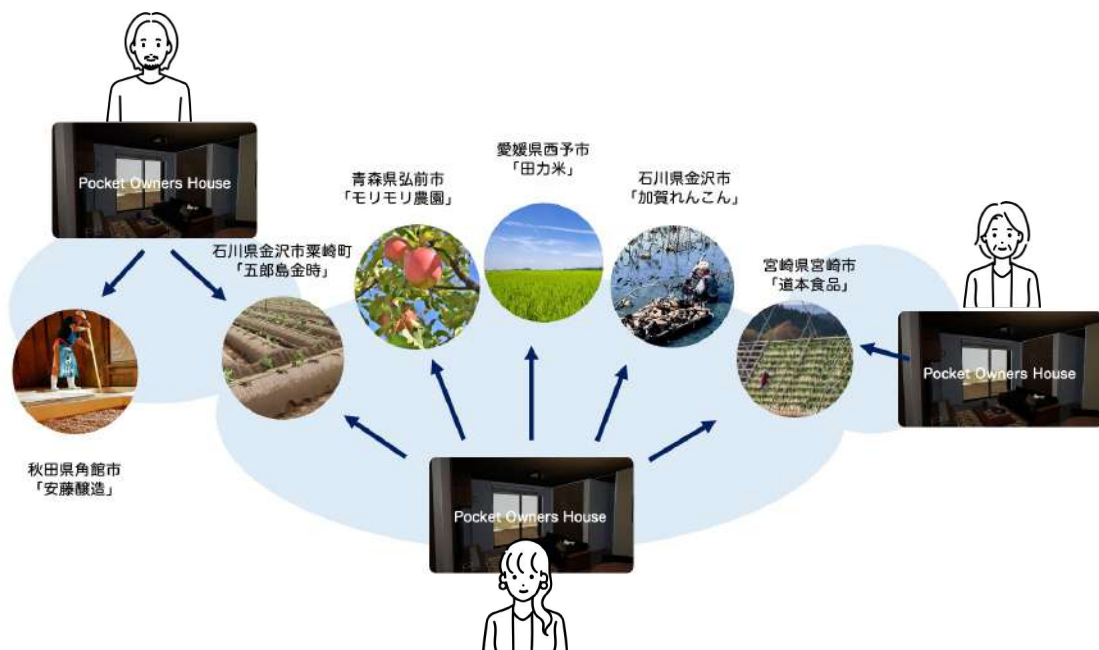 Pocket Owners House
愛媛県西予市
「田力米」
青森県弘前市
「モリモリ農園」
石川県金沢市
「加賀れんこん」
石川県金沢市粟崎町
「五郎島金時」
宮崎県宮崎市
「道本食品」
Pocket Owners House
秋田県角館市
「安藤醸造」
Pocket Owners House